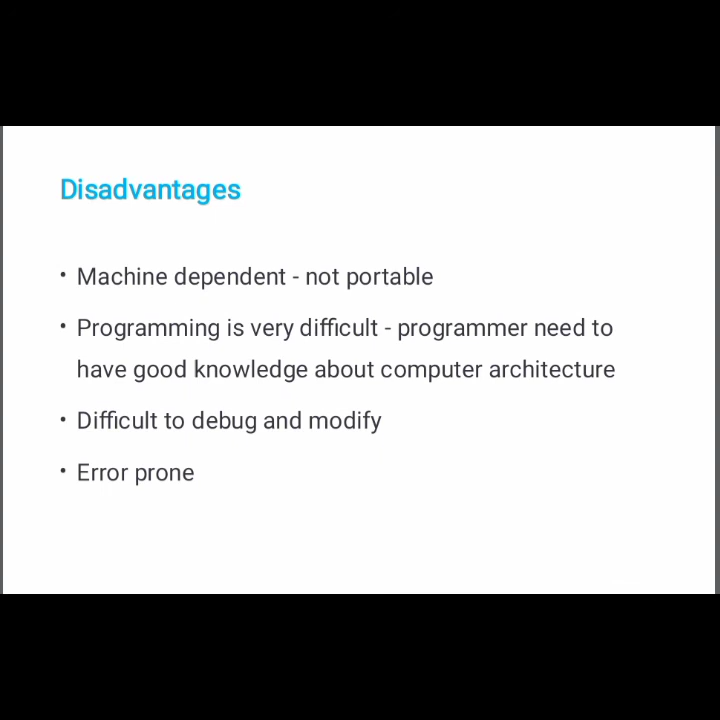 Disadvantages
• Machine dependent - not portable
• Programming is very difficult - programmer need to
have good knowledge about computer architecture
• Difficult to debug and modify
• Error prone